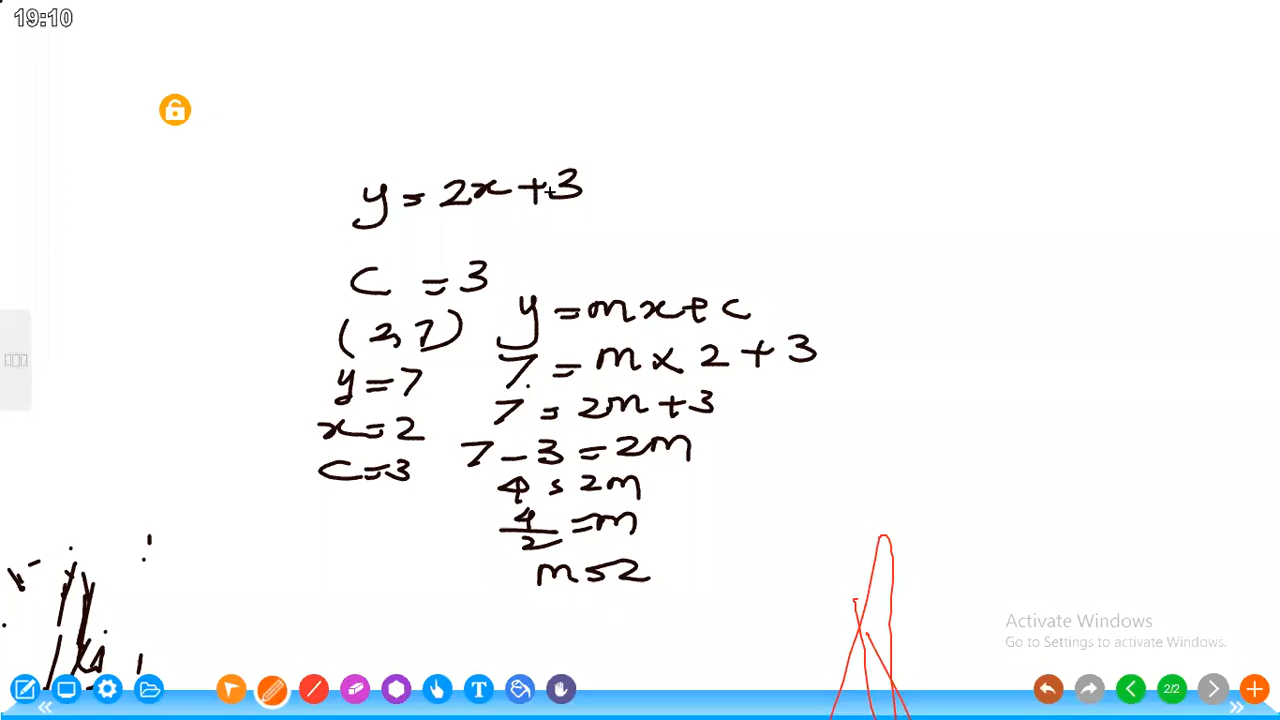 19:10
y = 2x + 3
C = 3
(2, 7)
y = 7
x = 2
C = 3
y = mx + c
7 = m × 2 + 3
7 = 2m + 3
7 - 3 = 2m
4 = 2m
4/2 = m
m = 2
Activate Windows
Go to Settings to activate Windows.
T
2/2